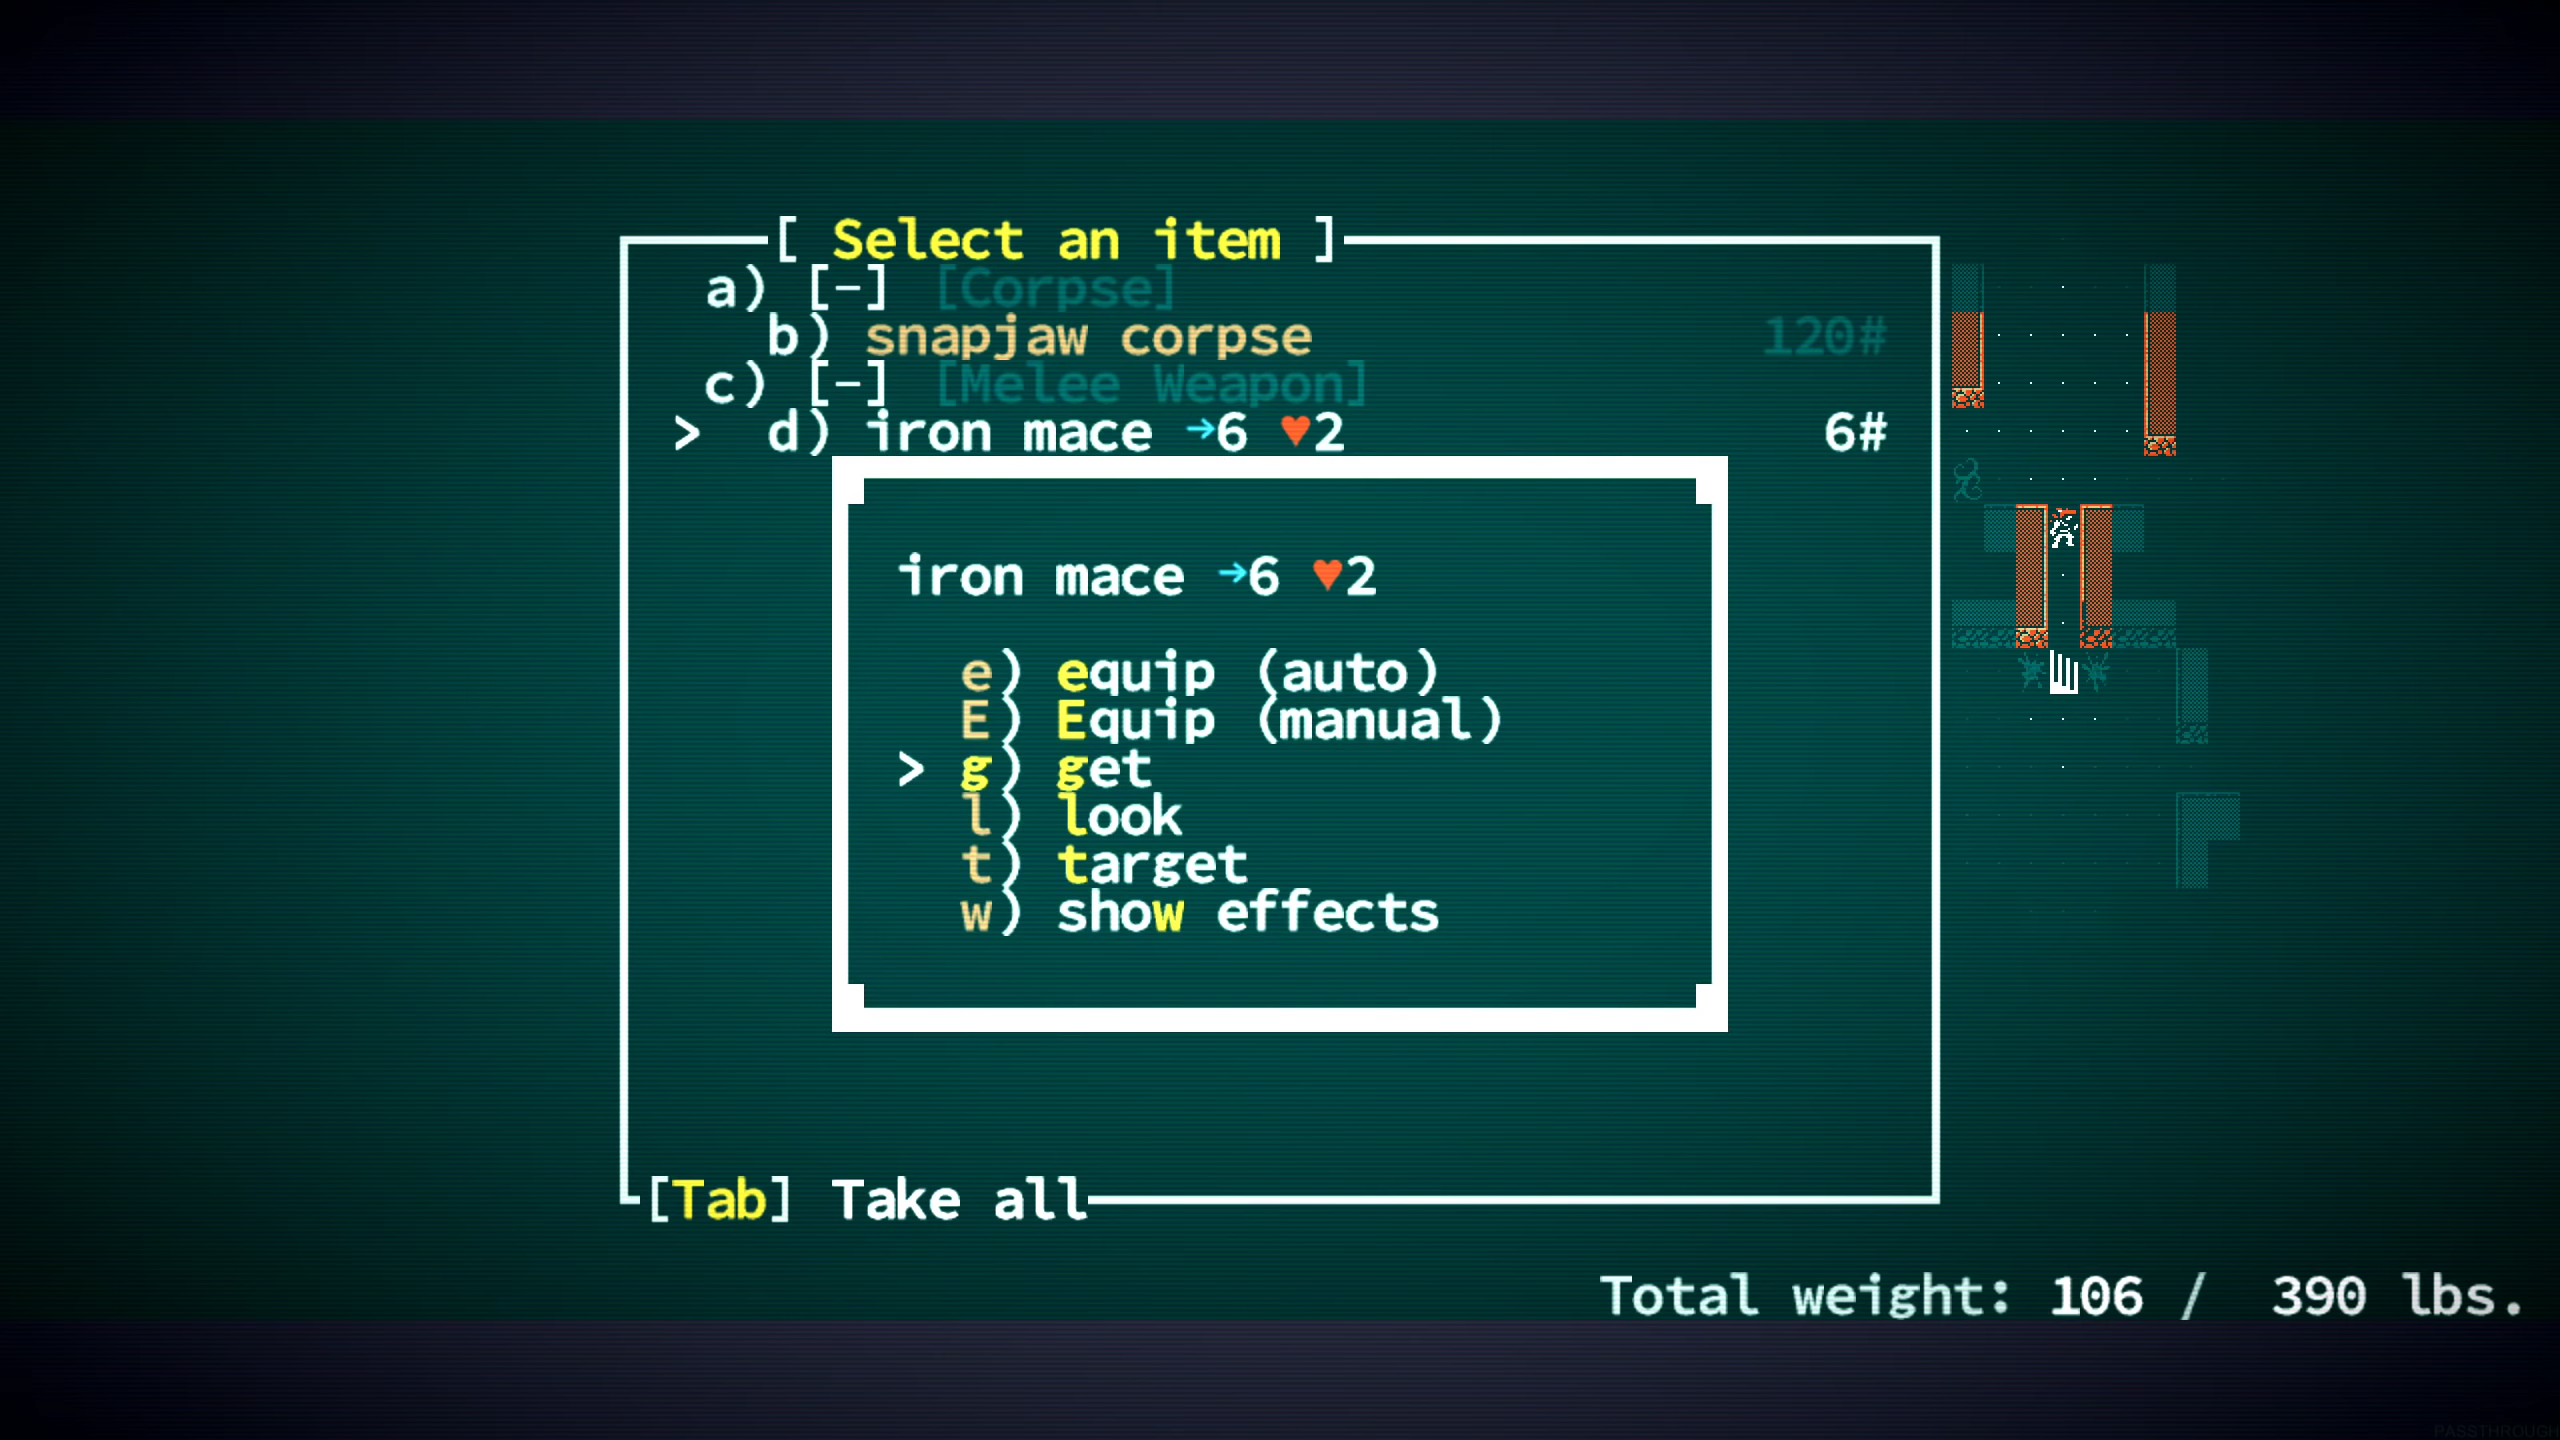 [ Select an item ]
a) [-] [Corpse]
b) snapjaw corpse 120#
c) [-] [Melee Weapon]
> d) iron mace →6 ♥2 6#
iron mace →6 ♥2
e) equip (auto)
E) Equip (manual)
> g) get
l) look
t) target
w) show effects
[Tab] Take all
Total weight: 106 / 390 lbs.
PASSTHROUGH